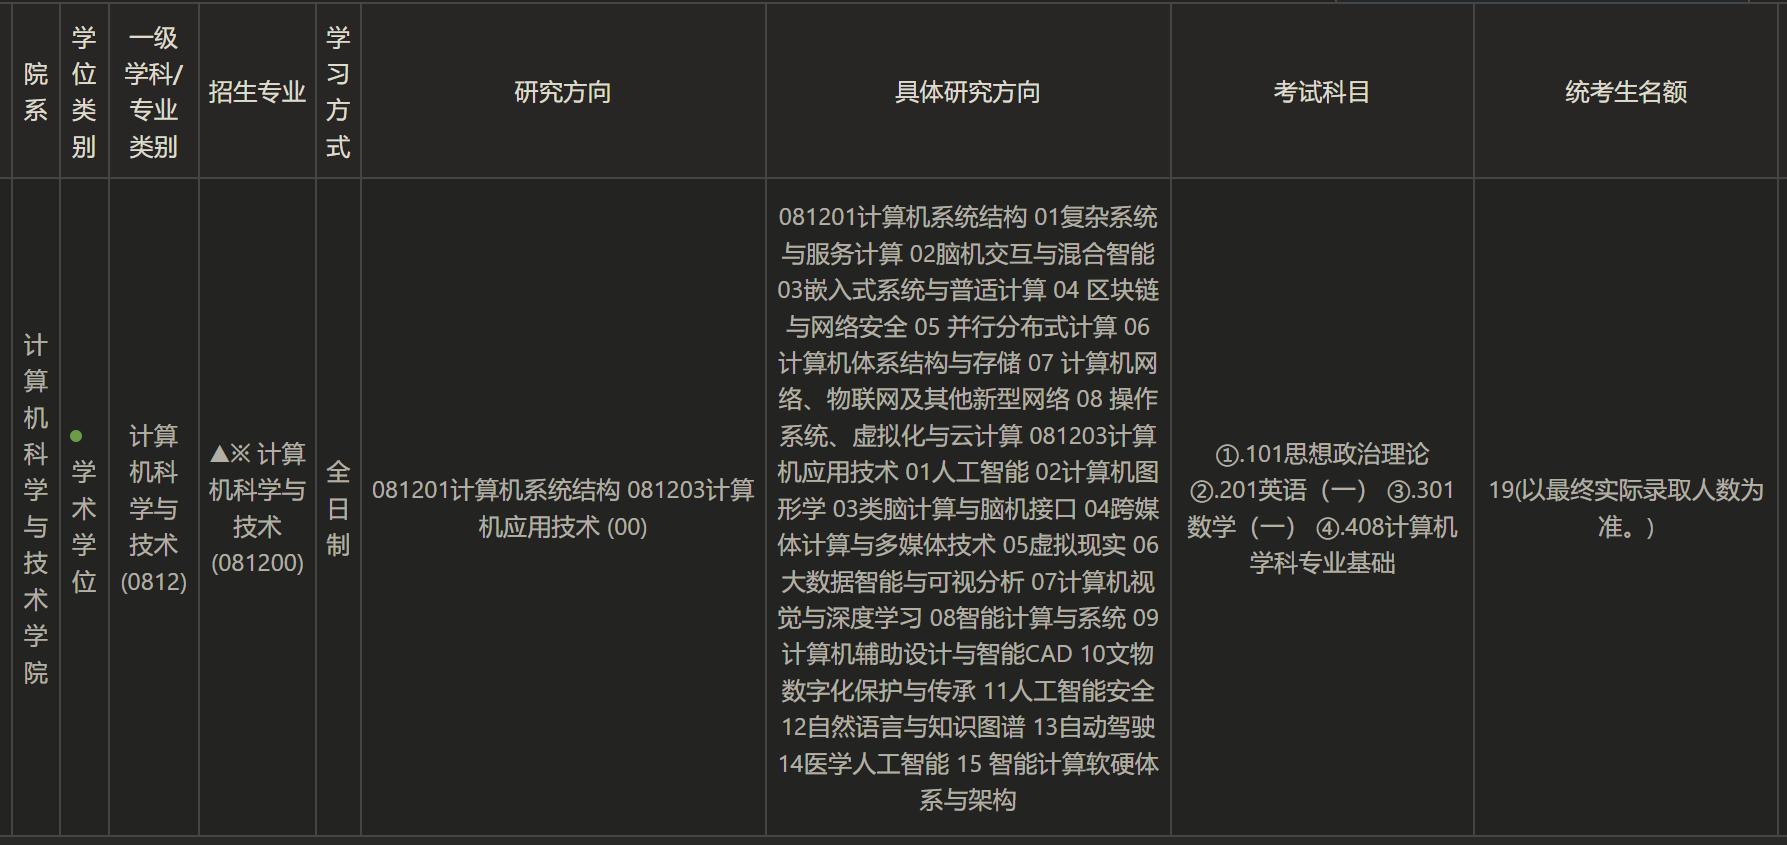 院
系
学
位
类
别
一级
学科/
专业
类别
招生专业
学
习
方
式
研究方向
具体研究方向
考试科目
统考生名额
计
算
机
科
学
与
技
术
学
院
●
学
术
学
位
计算
机科
学与
技术
(0812)
▲※ 计算
机科学与
技术
(081200)
全
日
制
081201计算机系统结构 081203计算
机应用技术 (00)
081201计算机系统结构 01复杂系统
与服务计算 02脑机交互与混合智能
03嵌入式系统与普适计算 04 区块链
与网络安全 05 并行分布式计算 06
计算机体系结构与存储 07 计算机网
络、物联网及其他新型网络 08 操作
系统、虚拟化与云计算 081203计算
机应用技术 01人工智能 02计算机图
形学 03类脑计算与脑机接口 04跨媒
体计算与多媒体技术 05虚拟现实 06
大数据智能与可视分析 07计算机视
觉与深度学习 08智能计算与系统 09
计算机辅助设计与智能CAD 10文物
数字化保护与传承 11人工智能安全
12自然语言与知识图谱 13自动驾驶
14医学人工智能 15 智能计算软硬体
系与架构
①.101思想政治理论
②.201英语（一） ③.301
数学（一） ④.408计算机
学科专业基础
19(以最终实际录取人数为
准。)